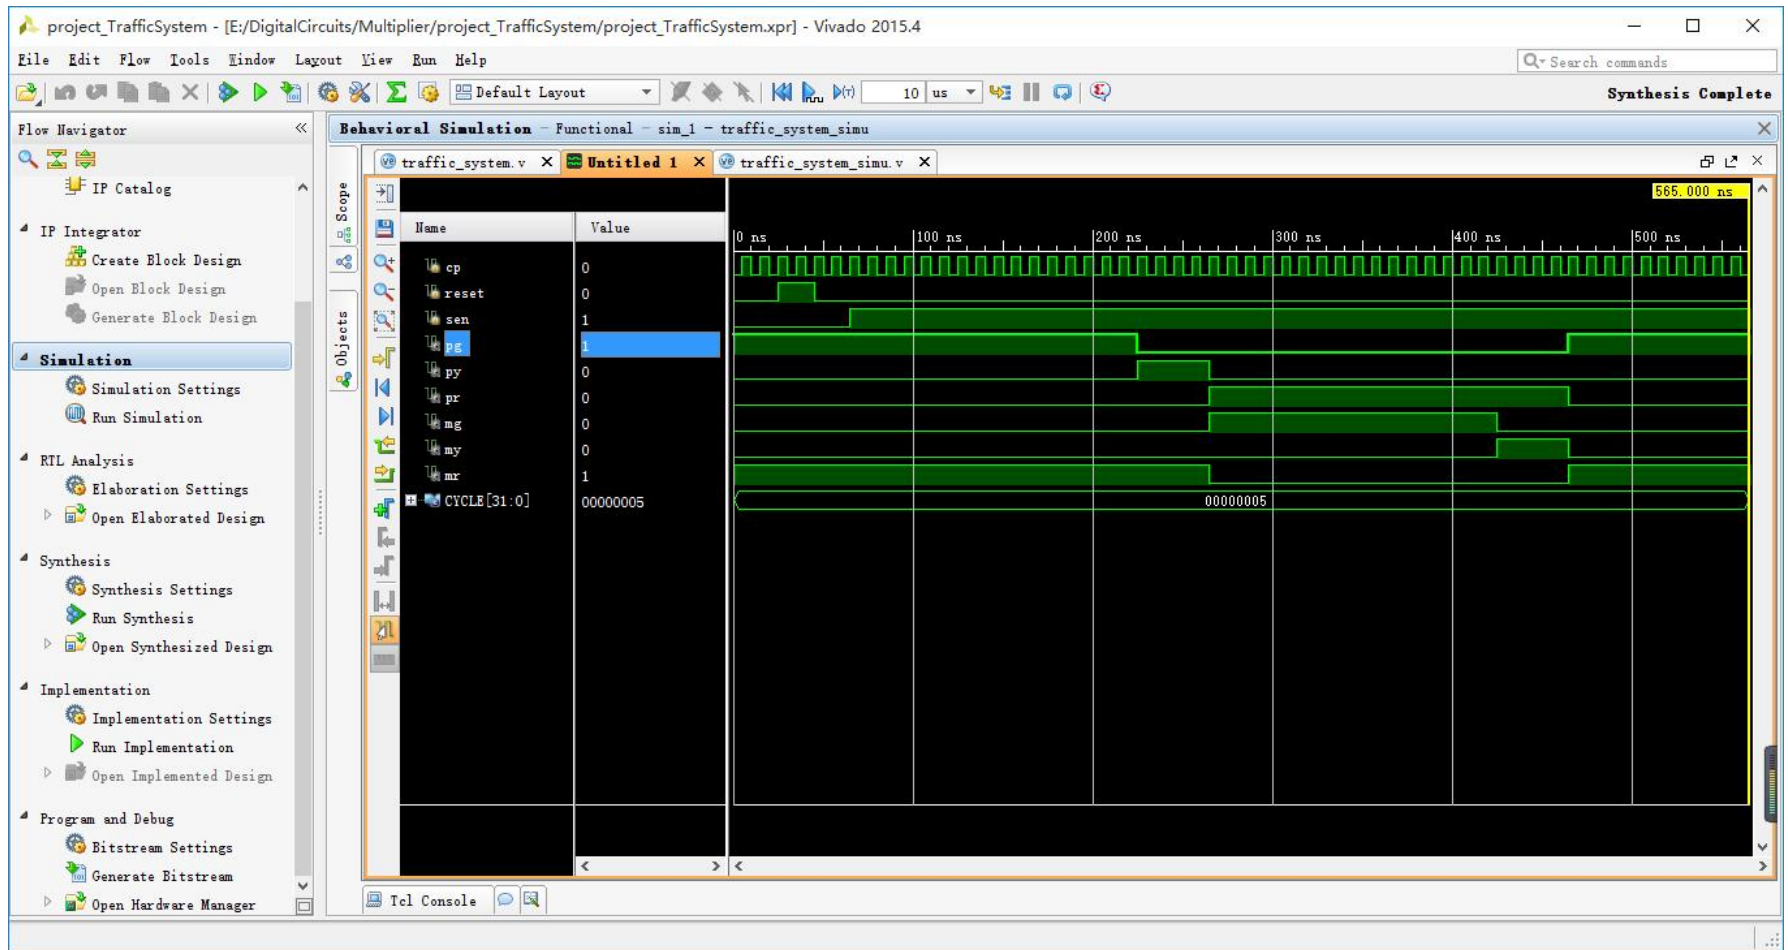 project_TrafficSystem - [E:/DigitalCircuits/Multiplier/project_TrafficSystem/project_TrafficSystem.xpr] - Vivado 2015.4
File Edit Flow Tools Window Layout View Run Help
Search commands
Default Layout
10 us
Synthesis Complete
Flow Navigator
IP Catalog
IP Integrator
Create Block Design
Open Block Design
Generate Block Design
Simulation
Simulation Settings
Run Simulation
RTL Analysis
Elaboration Settings
Open Elaborated Design
Synthesis
Synthesis Settings
Run Synthesis
Open Synthesized Design
Implementation
Implementation Settings
Run Implementation
Open Implemented Design
Program and Debug
Bitstream Settings
Generate Bitstream
Open Hardware Manager
Behavioral Simulation - Functional - sim_1 - traffic_system_simu
Scope
Objects
traffic_system.v
Untitled 1
traffic_system_simu.v
565.000 ns
Name Value
0 ns 100 ns 200 ns 300 ns 400 ns 500 ns
cp 0
reset 0
sen 1
pg 1
py 0
pr 0
mg 0
my 0
mr 1
CYCLE[31:0] 00000005 00000005
Tcl Console